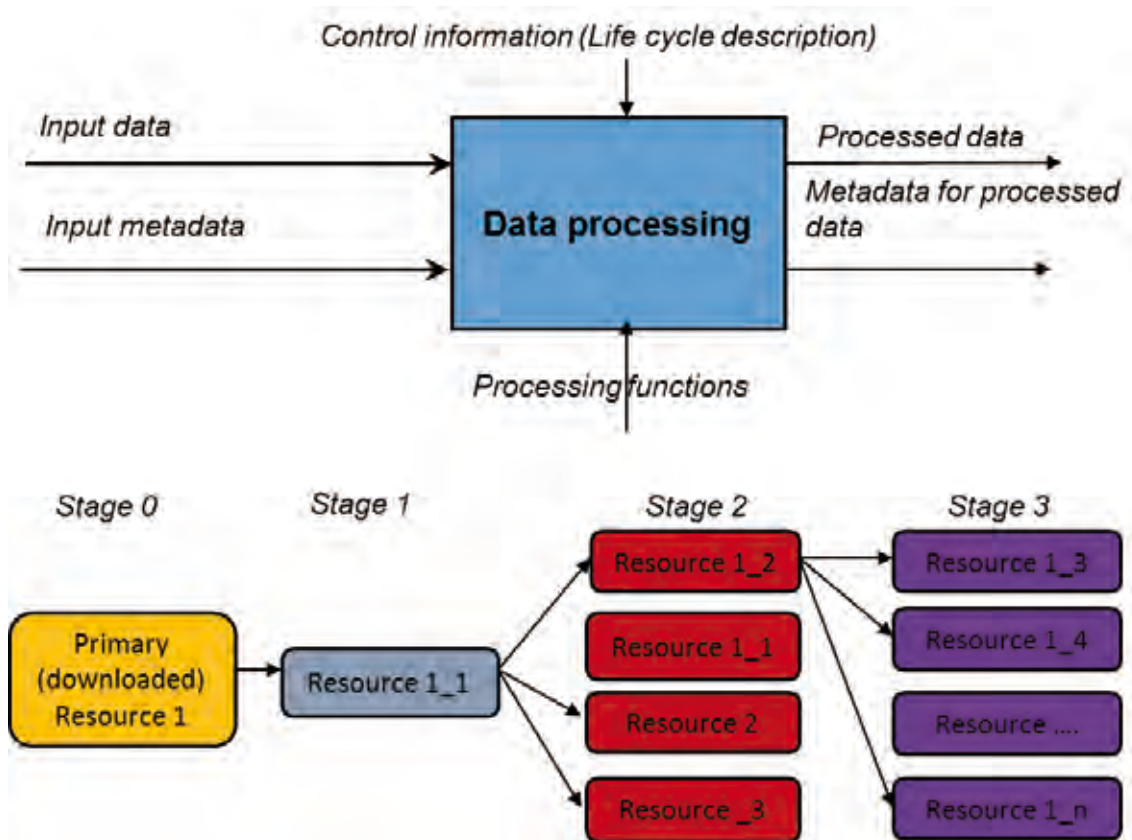 Control information (Life cycle description)
Input data
Processed data
Input metadata
Metadata for processed
data
Data processing
Processing functions
Stage 0
Stage 1
Stage 2
Stage 3
Primary
(downloaded)
Resource 1
Resource 1_1
Resource 1_2
Resource 1_1
Resource 2
Resource _3
Resource 1_3
Resource 1_4
Resource ....
Resource 1_n